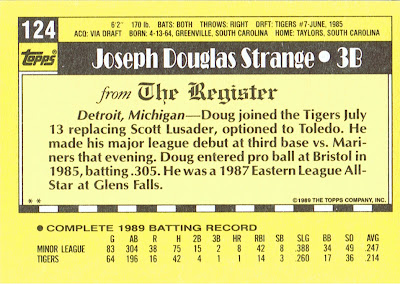 124
6'2" 170 lb. BATS: BOTH THROWS: RIGHT DRFT: TIGERS #7-JUNE, 1985
ACQ: VIA DRAFT BORN: 4-13-64, GREENVILLE, SOUTH CAROLINA HOME: TAYLORS, SOUTH CAROLINA
Topps Joseph Douglas Strange • 3B
from The Register
Detroit, Michigan—Doug joined the Tigers July
13 replacing Scott Lusader, optioned to Toledo. He
made his major league debut at third base vs. Mar-
iners that evening. Doug entered pro ball at Bristol in
1985, batting .305. He was a 1987 Eastern League All-
Star at Glens Falls.
**
©1989 THE TOPPS COMPANY, INC.
• COMPLETE 1989 BATTING RECORD
G AB R H 2B 3B HR RBI SB SLG BB SO AVG
MINOR LEAGUE 83 304 38 75 15 2 8 42 8 .388 34 49 .247
TIGERS 64 196 16 42 4 1 1 14 3 .260 17 36 .214